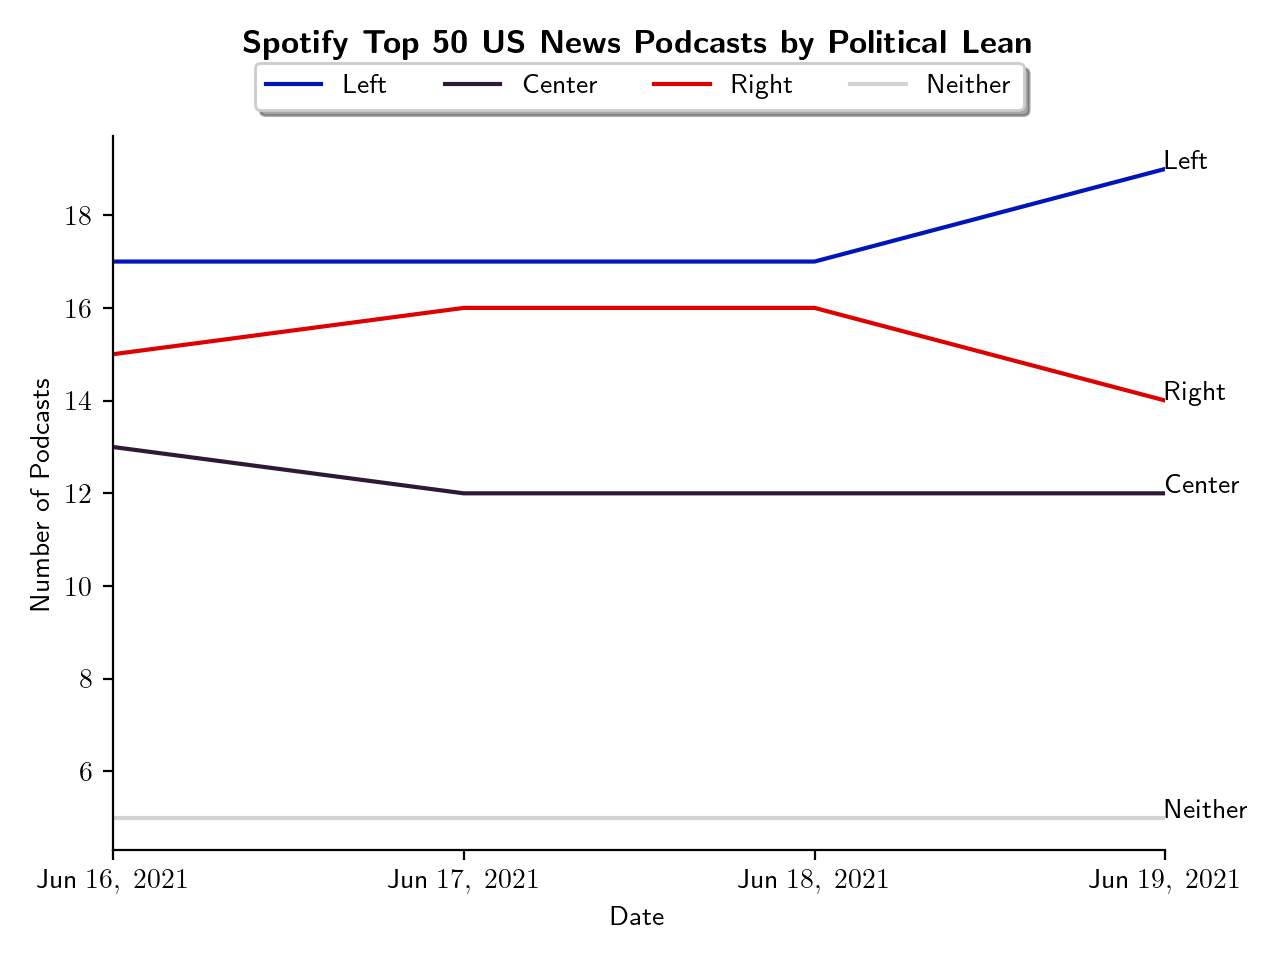 Spotify Top 50 US News Podcasts by Political Lean
Left Center Right Neither
Left
18
16
Right
14
12
Center
10
8
6
Neither
Number of Podcasts
Jun 16, 2021 Jun 17, 2021 Jun 18, 2021 Jun 19, 2021
Date